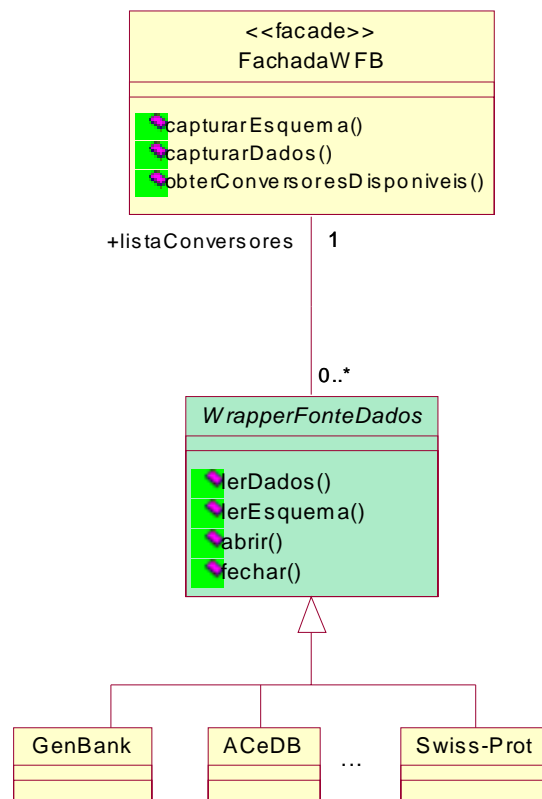 <<facade>>
FachadaWFB
capturarEsquema()
capturarDados()
obterConversoresDisponiveis()
+listaConversores 1
0..*
WrapperFonteDados
lerDados()
lerEsquema()
abrir()
fechar()
GenBank ACeDB ... Swiss-Prot